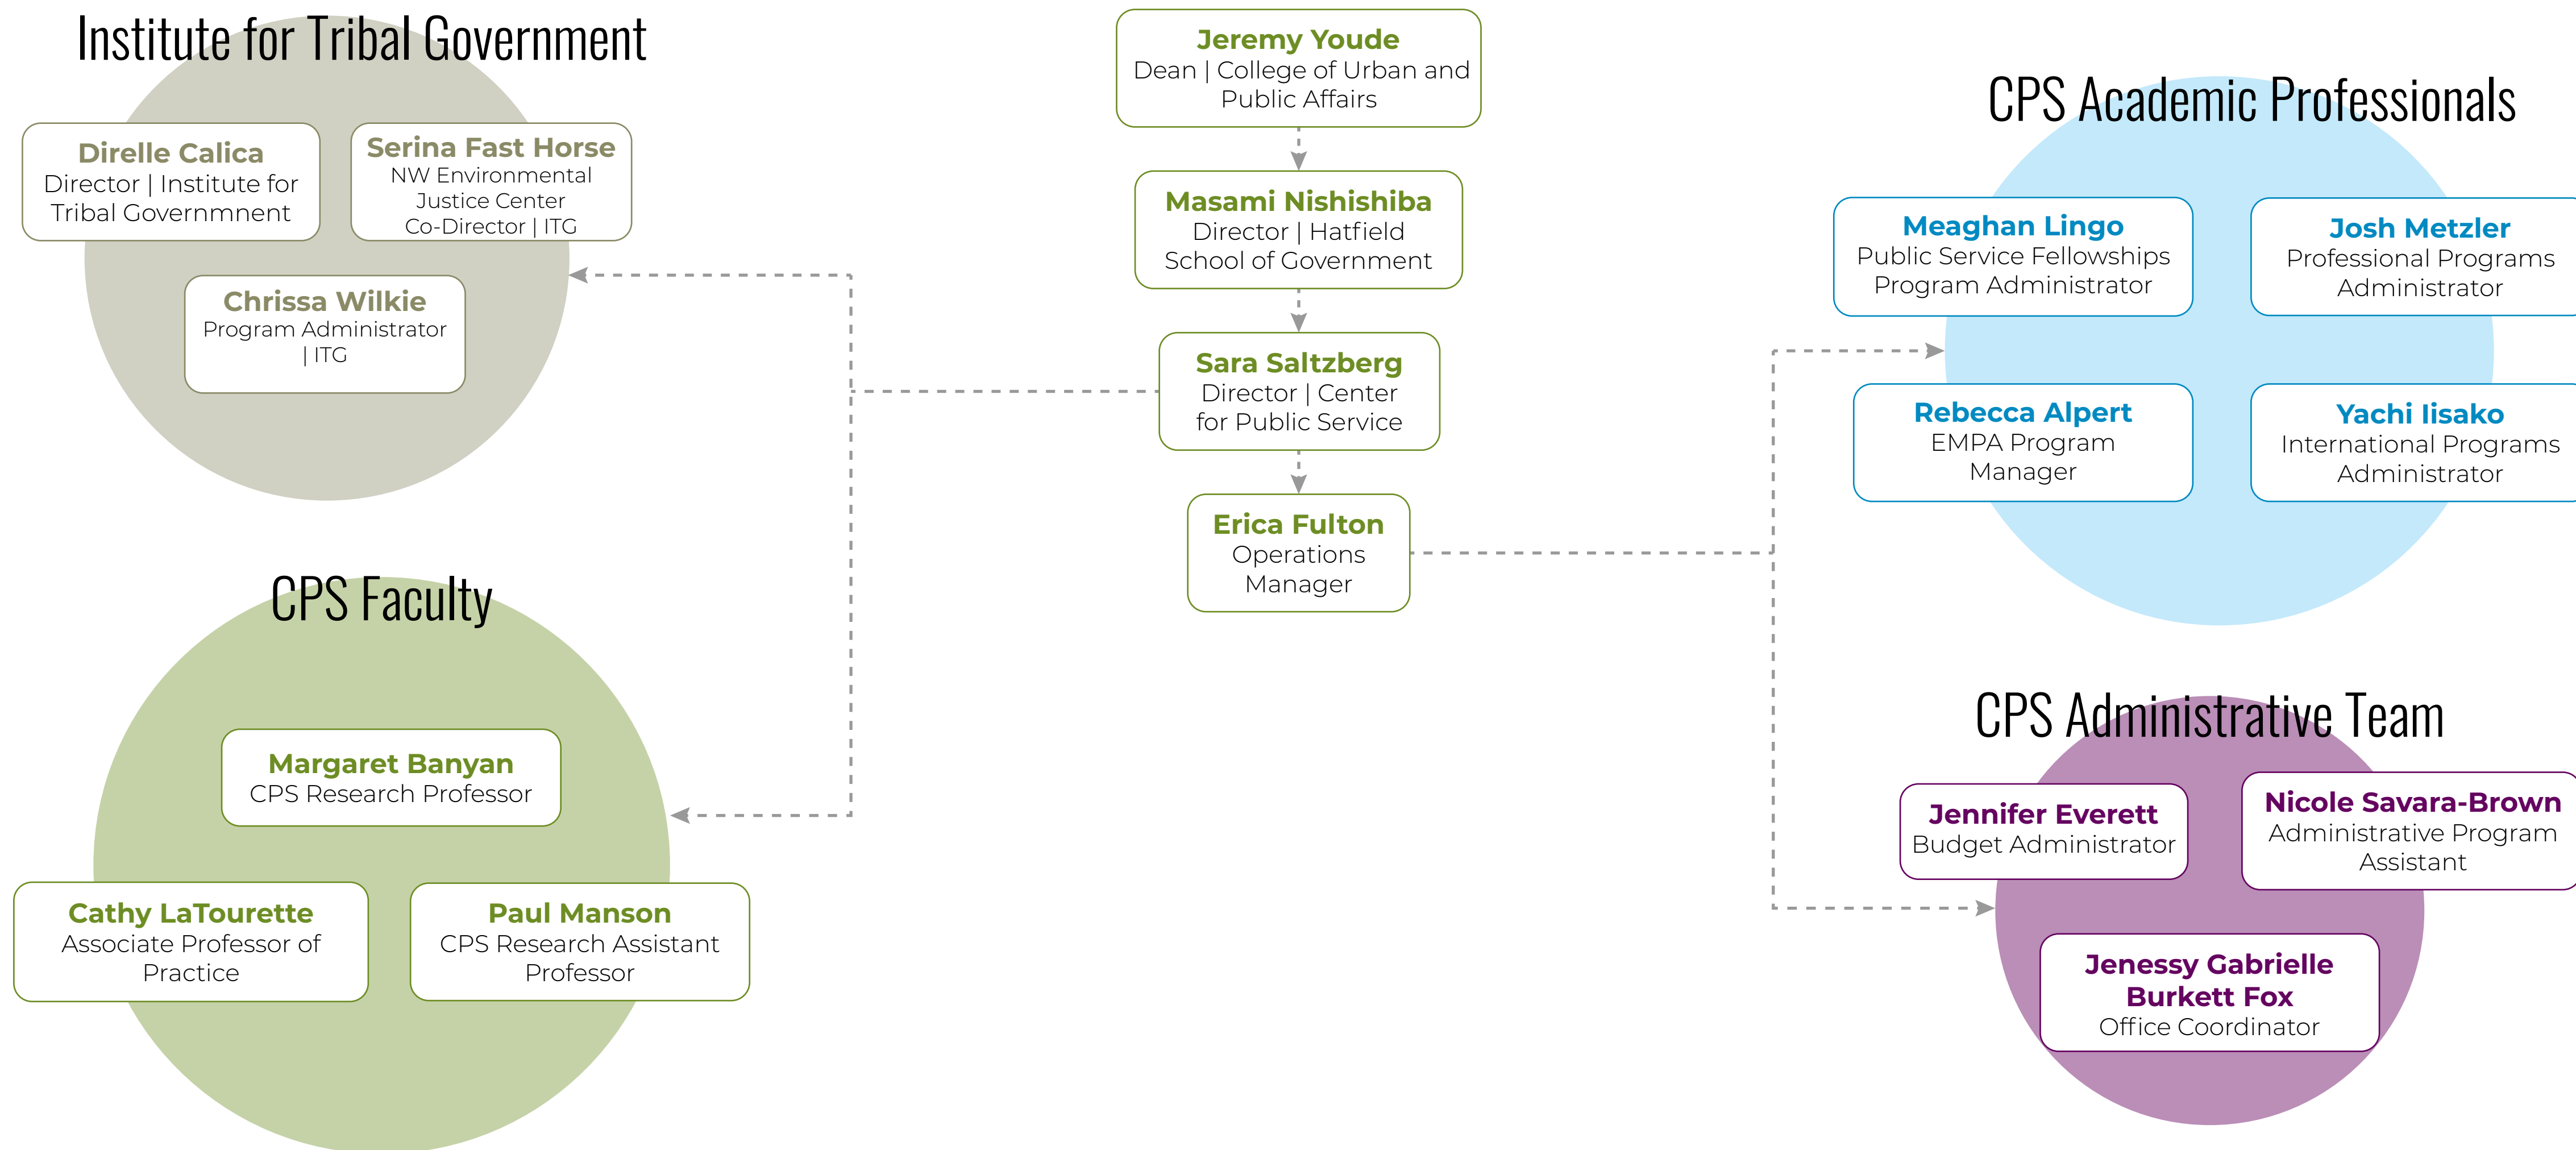 Institute for Tribal Government
Direlle Calica
Director | Institute for
Tribal Governmnent
Serina Fast Horse
NW Environmental
Justice Center
Co-Director | ITG
Chrissa Wilkie
Program Administrator
| ITG
CPS Faculty
Margaret Banyan
CPS Research Professor
Cathy LaTourette
Associate Professor of
Practice
Paul Manson
CPS Research Assistant
Professor
Jeremy Youde
Dean | College of Urban and
Public Affairs
Masami Nishishiba
Director | Hatfield
School of Government
Sara Saltzberg
Director | Center
for Public Service
Erica Fulton
Operations
Manager
CPS Academic Professionals
Meaghan Lingo
Public Service Fellowships
Program Administrator
Josh Metzler
Professional Programs
Administrator
Rebecca Alpert
EMPA Program
Manager
Yachi Iisako
International Programs
Administrator
CPS Administrative Team
Jennifer Everett
Budget Administrator
Nicole Savara-Brown
Administrative Program
Assistant
Jenessy Gabrielle
Burkett Fox
Office Coordinator